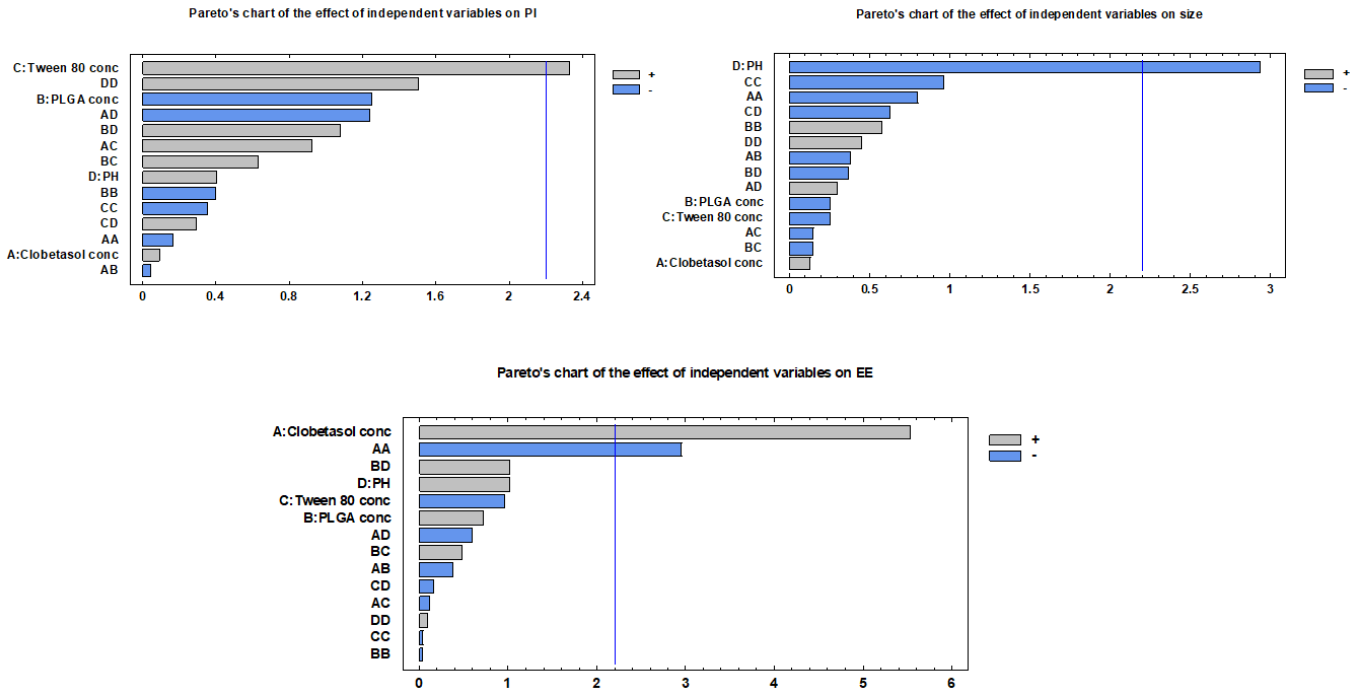 Pareto's chart of the effect of independent variables on PI
C:Tween 80 conc
DD
B:PLGA conc
AD
BD
AC
BC
D:PH
BB
CC
CD
AA
A:Clobetasol conc
AB
0 0.4 0.8 1.2 1.6 2 2.4
+
-
Pareto's chart of the effect of independent variables on size
D:PH
CC
AA
CD
BB
DD
AB
BD
AD
B:PLGA conc
C:Tween 80 conc
AC
BC
A:Clobetasol conc
0 0.5 1 1.5 2 2.5 3
+
-
Pareto's chart of the effect of independent variables on EE
A:Clobetasol conc
AA
BD
D:PH
C:Tween 80 conc
B:PLGA conc
AD
BC
AB
CD
AC
DD
CC
BB
0 1 2 3 4 5 6
+
-